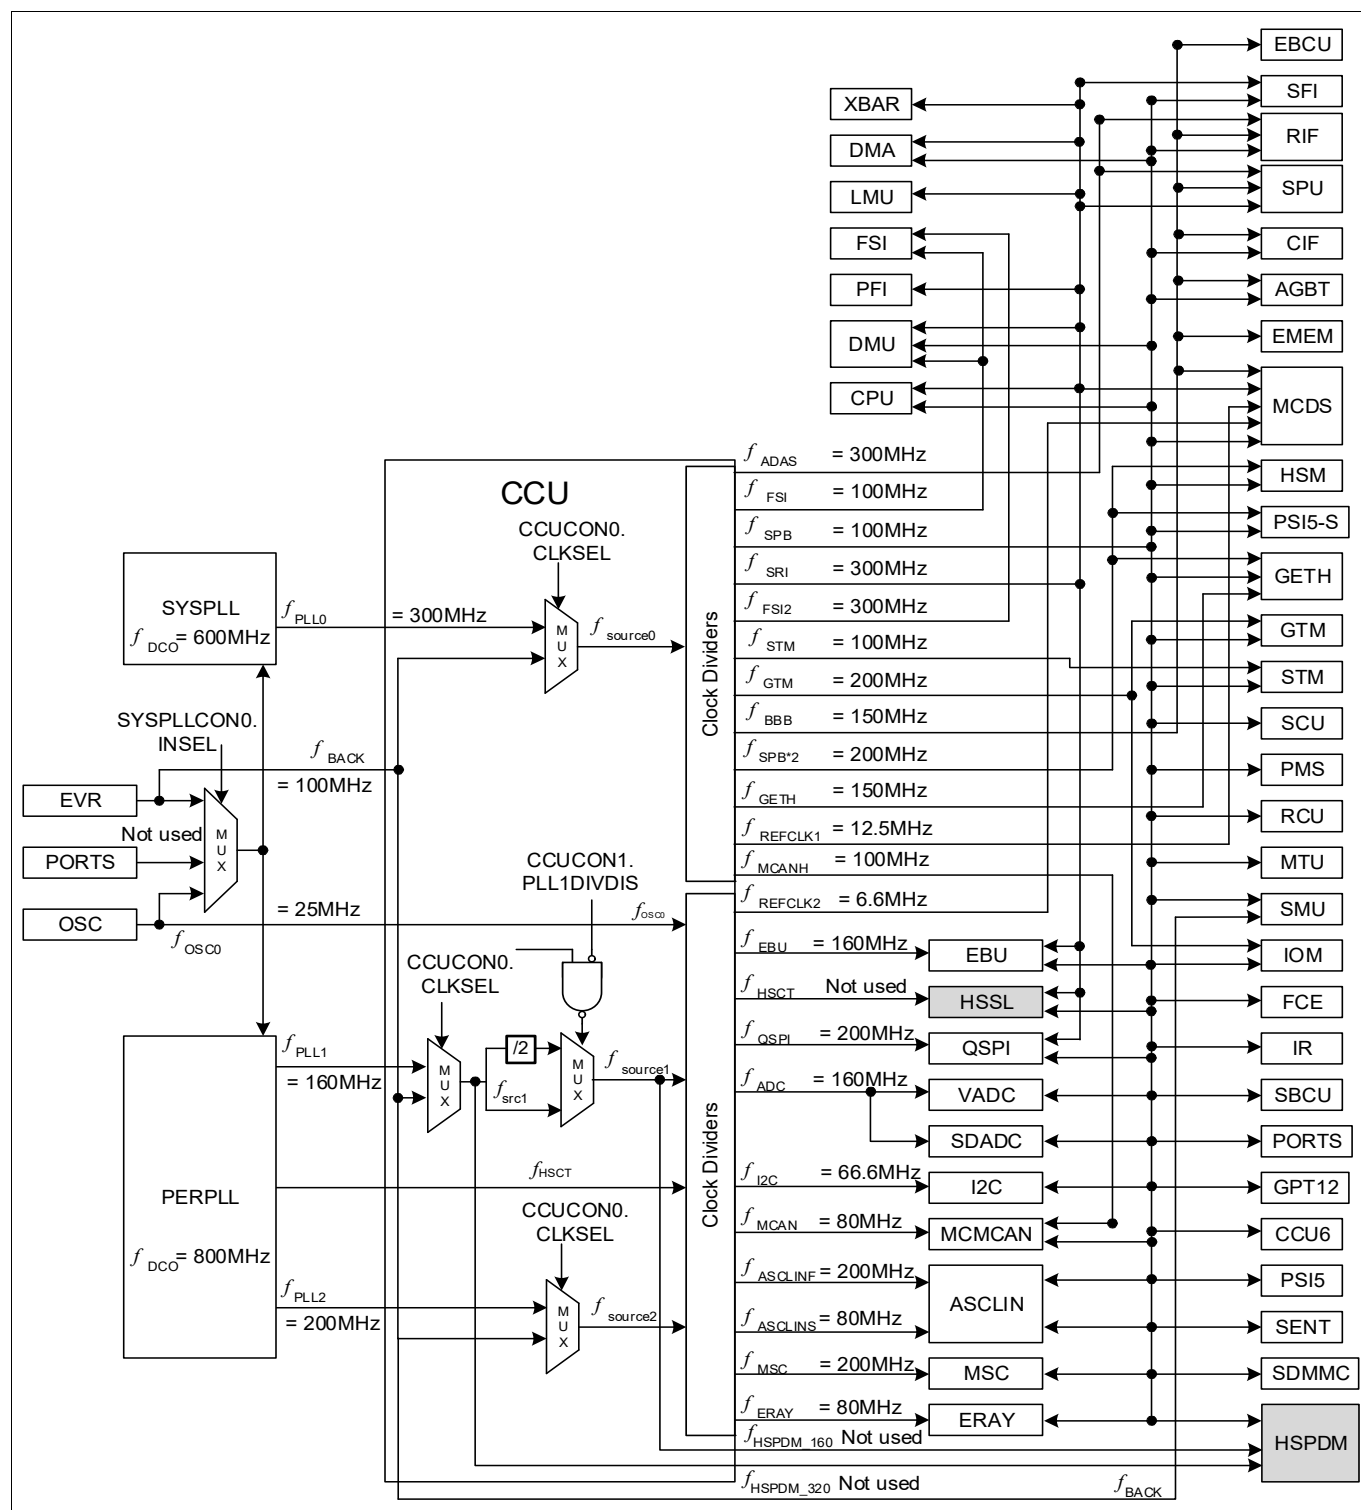 EBCU
SFI
XBAR
RIF
DMA
SPU
LMU
FSI
CIF
PFI
AGBT
DMU
EMEM
CPU
MCDS
f ADAS = 300MHz
CCU
HSM
f FSI = 100MHz
CCUCON0.
CLKSEL
PSI5-S
f SPB = 100MHz
GETH
f SRI = 300MHz
SYSPLL
f DCO = 600MHz
f PLL0 = 300MHz
MUX
f source0
Clock Dividers
f FSI2 = 300MHz
GTM
f STM = 100MHz
STM
f GTM = 200MHz
SYSPLLCON0.
INSEL
f BACK
= 100MHz
f BBB = 150MHz
SCU
f SPB*2 = 200MHz
PMS
EVR
f GETH = 150MHz
RCU
Not used
PORTS
MUX
f REFCLK1 = 12.5MHz
CCUCON1.
PLL1DIVDIS
f MCANH = 100MHz
MTU
f REFCLK2 = 6.6MHz
SMU
OSC
= 25MHz
f OSC0
f OSC0
f EBU = 160MHz
EBU
IOM
CCUCON0.
CLKSEL
f HSCT Not used
HSSL
FCE
f PLL1
= 160MHz
MUX
/2
f src1
MUX
f source1
f QSPI = 200MHz
QSPI
IR
f ADC = 160MHz
VADC
SBCU
Clock Dividers
SDADC
PORTS
PERPLL
f DCO = 800MHz
f HSCT
f I2C = 66.6MHz
I2C
GPT12
CCUCON0.
CLKSEL
f MCAN = 80MHz
MCMCAN
CCU6
f ASCLINF = 200MHz
ASCLIN
PSI5
f PLL2
= 200MHz
MUX
f source2
f ASCLINS = 80MHz
SENT
f MSC = 200MHz
MSC
SDMMC
f ERAY = 80MHz
ERAY
f HSPDM_160 Not used
HSPDM
f HSPDM_320 Not used
f BACK